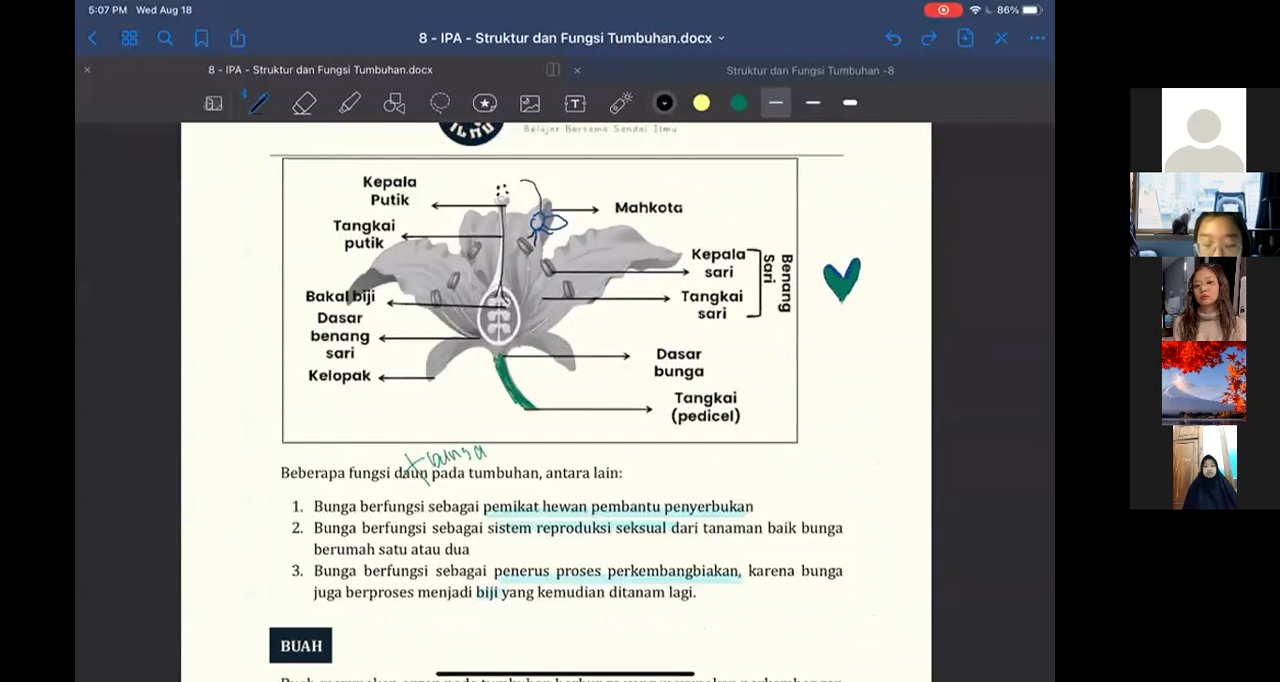 5:07 PM Wed Aug 18
86%
8 - IPA - Struktur dan Fungsi Tumbuhan.docx
8 - IPA - Struktur dan Fungsi Tumbuhan.docx
Struktur dan Fungsi Tumbuhan -8
Belajar Bersama Sandai Ilmu
Kepala
Putik
Tangkai
putik
Bakal biji
Dasar
benang
sari
Kelopak
Mahkota
Kepala
sari
Tangkai
sari
Benang
Sari
Dasar
bunga
Tangkai
(pedicel)
Beberapa fungsi daun pada tumbuhan, antara lain:
1. Bunga berfungsi sebagai pemikat hewan pembantu penyerbukan
2. Bunga berfungsi sebagai sistem reproduksi seksual dari tanaman baik bunga
berumah satu atau dua
3. Bunga berfungsi sebagai penerus proses perkembangbiakan, karena bunga
juga berproses menjadi biji yang kemudian ditanam lagi.
BUAH